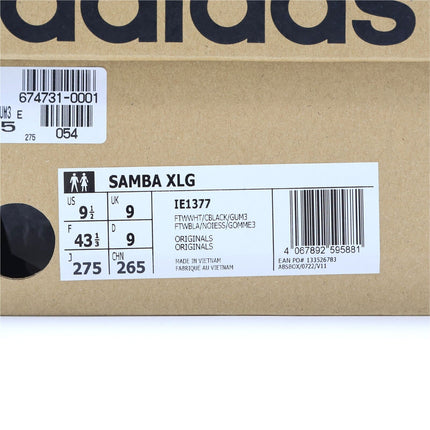 adidas
674731-0001
UM3 E
5
275
054
SAMBA XLG
US
9½
UK
9
F
43⅓
D
9
J
275
CHN
265
IE1377
FTWWHT/CBLACK/GUM3
FTWBLA/NOIESS/GOMME3
ORIGINALS
ORIGINALS
MADE IN VIETNAM
FABRIQUE AU VIETNAM
4 067892 595881
EAN PO# 133526783
ABSBOX/0722/V11